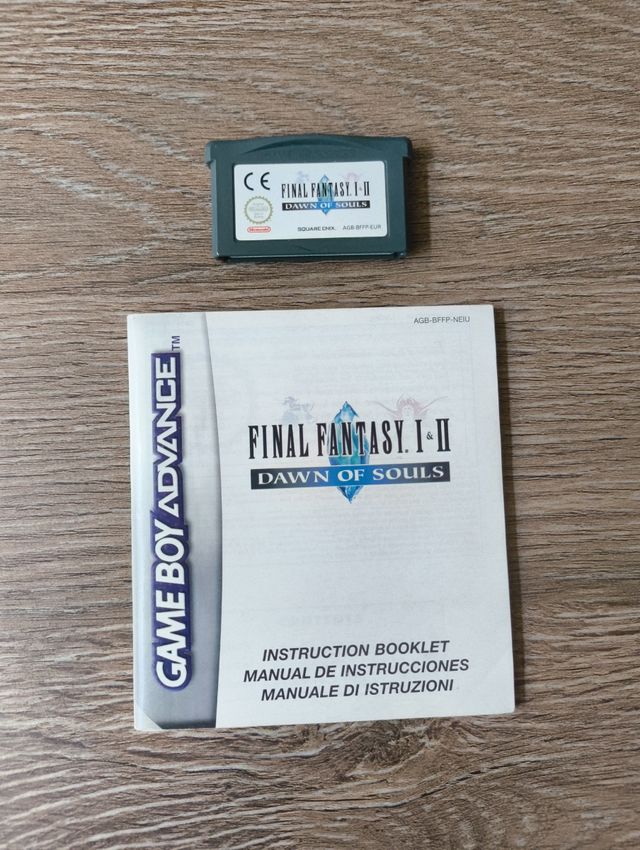 CE
FINAL FANTASY. I & II
DAWN OF SOULS
Nintendo
SQUARE ENIX. AGB-BFFP-EUR
AGB-BFFP-NEIU
GAME BOY ADVANCE™
FINAL FANTASY. I & II
DAWN OF SOULS
INSTRUCTION BOOKLET
MANUAL DE INSTRUCCIONES
MANUALE DI ISTRUZIONI